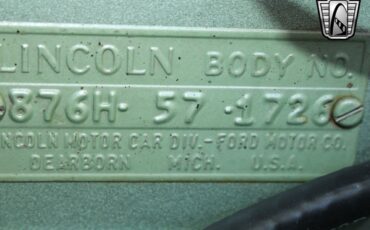 LINCOLN BODY NO.
876H· 57 ·1726
LINCOLN MOTOR CAR DIV.-FORD MOTOR CO.
DEARBORN MICH. U.S.A.